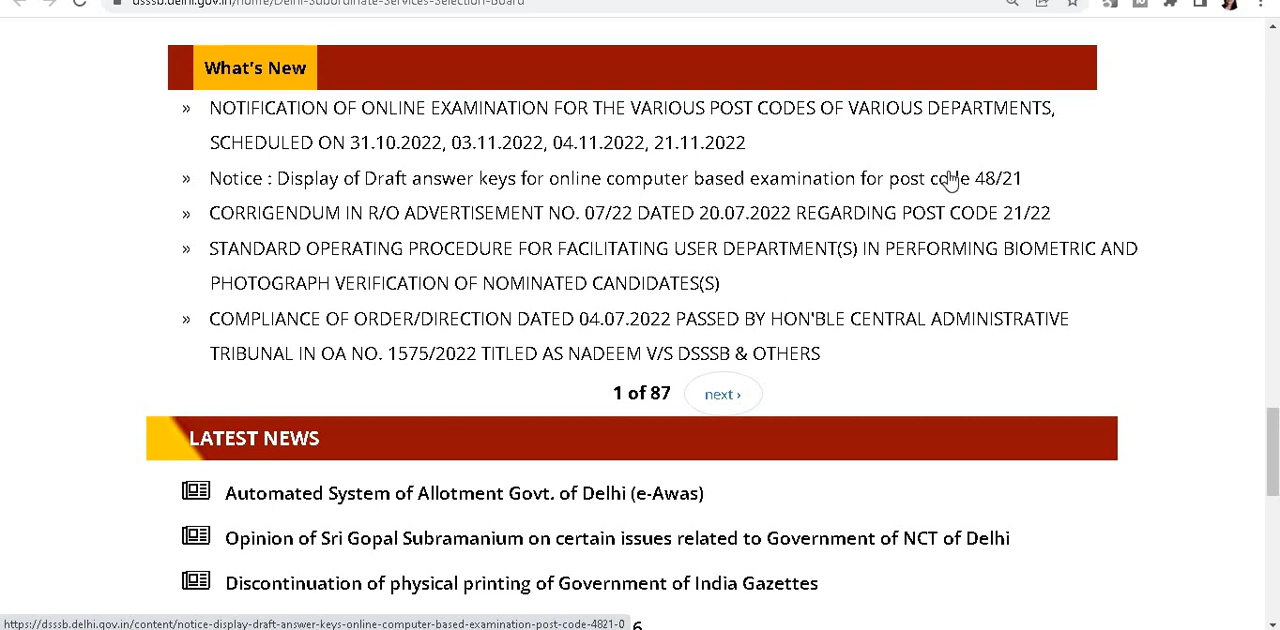 dsssb.delhi.gov.in/home/Delhi-Subordinate-Services-Selection-Board
What's New
» NOTIFICATION OF ONLINE EXAMINATION FOR THE VARIOUS POST CODES OF VARIOUS DEPARTMENTS,
SCHEDULED ON 31.10.2022, 03.11.2022, 04.11.2022, 21.11.2022
» Notice : Display of Draft answer keys for online computer based examination for post code 48/21
» CORRIGENDUM IN R/O ADVERTISEMENT NO. 07/22 DATED 20.07.2022 REGARDING POST CODE 21/22
» STANDARD OPERATING PROCEDURE FOR FACILITATING USER DEPARTMENT(S) IN PERFORMING BIOMETRIC AND
PHOTOGRAPH VERIFICATION OF NOMINATED CANDIDATES(S)
» COMPLIANCE OF ORDER/DIRECTION DATED 04.07.2022 PASSED BY HON'BLE CENTRAL ADMINISTRATIVE
TRIBUNAL IN OA NO. 1575/2022 TITLED AS NADEEM V/S DSSSB & OTHERS
1 of 87 next ›
LATEST NEWS
Automated System of Allotment Govt. of Delhi (e-Awas)
Opinion of Sri Gopal Subramanium on certain issues related to Government of NCT of Delhi
Discontinuation of physical printing of Government of India Gazettes
https://dsssb.delhi.gov.in/content/notice-display-draft-answer-keys-online-computer-based-examination-post-code-4821-0